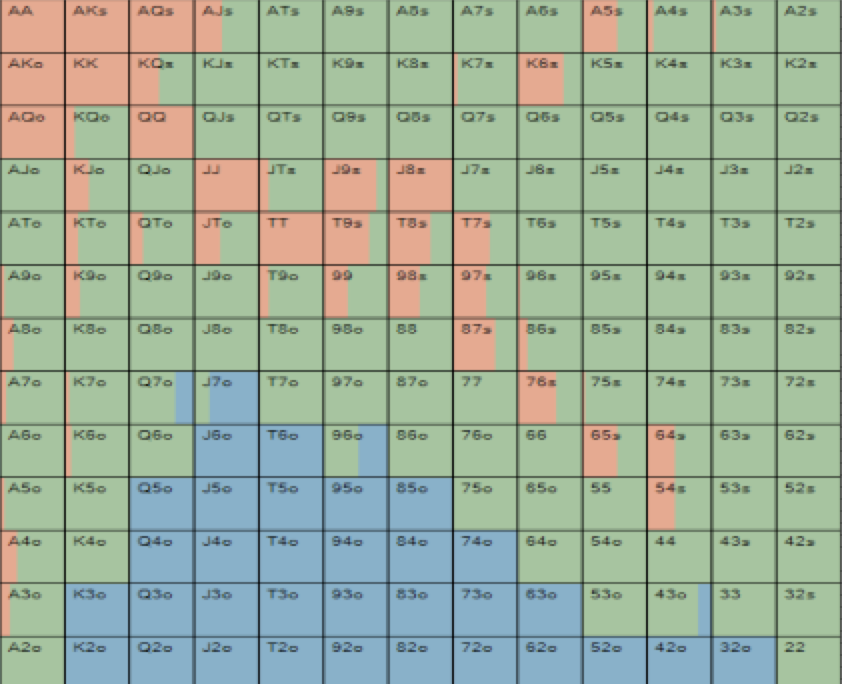 AA AKs AQs AJs ATs A9s A8s A7s A6s A5s A4s A3s A2s
AKo KK KQs KJs KTs K9s K8s K7s K6s K5s K4s K3s K2s
AQo KQo QQ QJs QTs Q9s Q8s Q7s Q6s Q5s Q4s Q3s Q2s
AJo KJo QJo JJ JTs J9s J8s J7s J6s J5s J4s J3s J2s
ATo KTo QTo JTo TT T9s T8s T7s T6s T5s T4s T3s T2s
A9o K9o Q9o J9o T9o 99 98s 97s 96s 95s 94s 93s 92s
A8o K8o Q8o J8o T8o 98o 88 87s 86s 85s 84s 83s 82s
A7o K7o Q7o J7o T7o 97o 87o 77 76s 75s 74s 73s 72s
A6o K6o Q6o J6o T6o 96o 86o 76o 66 65s 64s 63s 62s
A5o K5o Q5o J5o T5o 95o 85o 75o 65o 55 54s 53s 52s
A4o K4o Q4o J4o T4o 94o 84o 74o 64o 54o 44 43s 42s
A3o K3o Q3o J3o T3o 93o 83o 73o 63o 53o 43o 33 32s
A2o K2o Q2o J2o T2o 92o 82o 72o 62o 52o 42o 32o 22